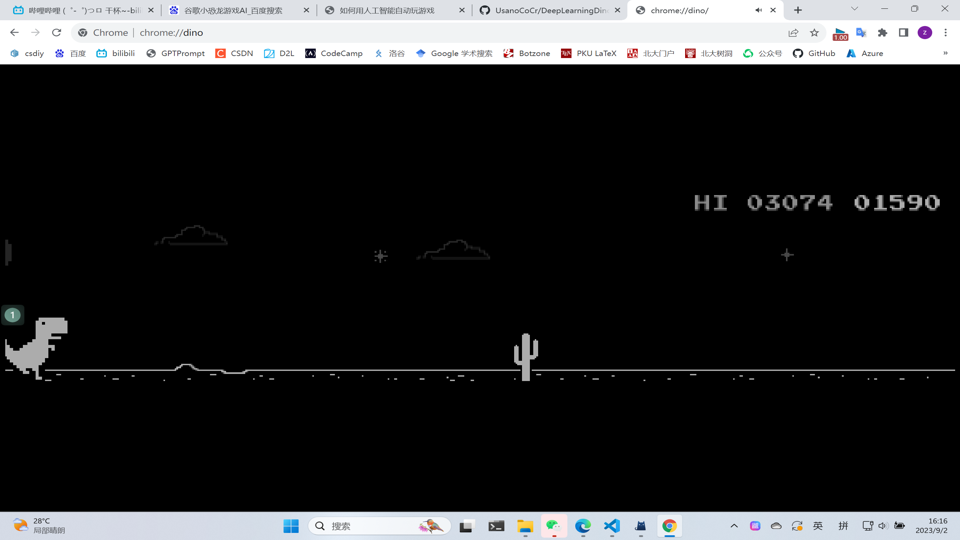 哔哩哔哩 (゜-゜)つロ 干杯~-bili
谷歌小恐龙游戏AI_百度搜索
如何用人工智能自动玩游戏
UsanoCoCr/DeepLearningDin
chrome://dino/
Chrome | chrome://dino
1.00
z
csdiy
百度
bilibili
GPTPrompt
CSDN
D2L
CodeCamp
洛谷
Google 学术搜索
Botzone
PKU LaTeX
北大门户
北大树洞
公众号
GitHub
Azure
»
HI 03074 01590
1
28°C
局部晴朗
搜索
英
拼
16:16
2023/9/2